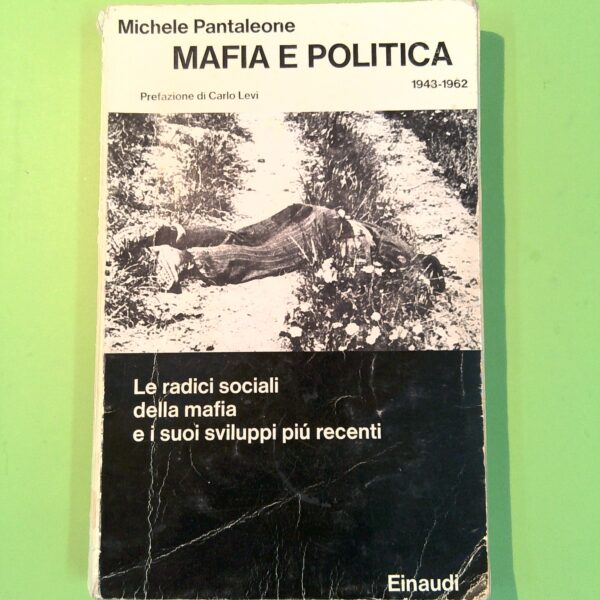 Michele Pantaleone
MAFIA E POLITICA
1943-1962
Prefazione di Carlo Levi
Le radici sociali
della mafia
e i suoi sviluppi piú recenti
Einaudi